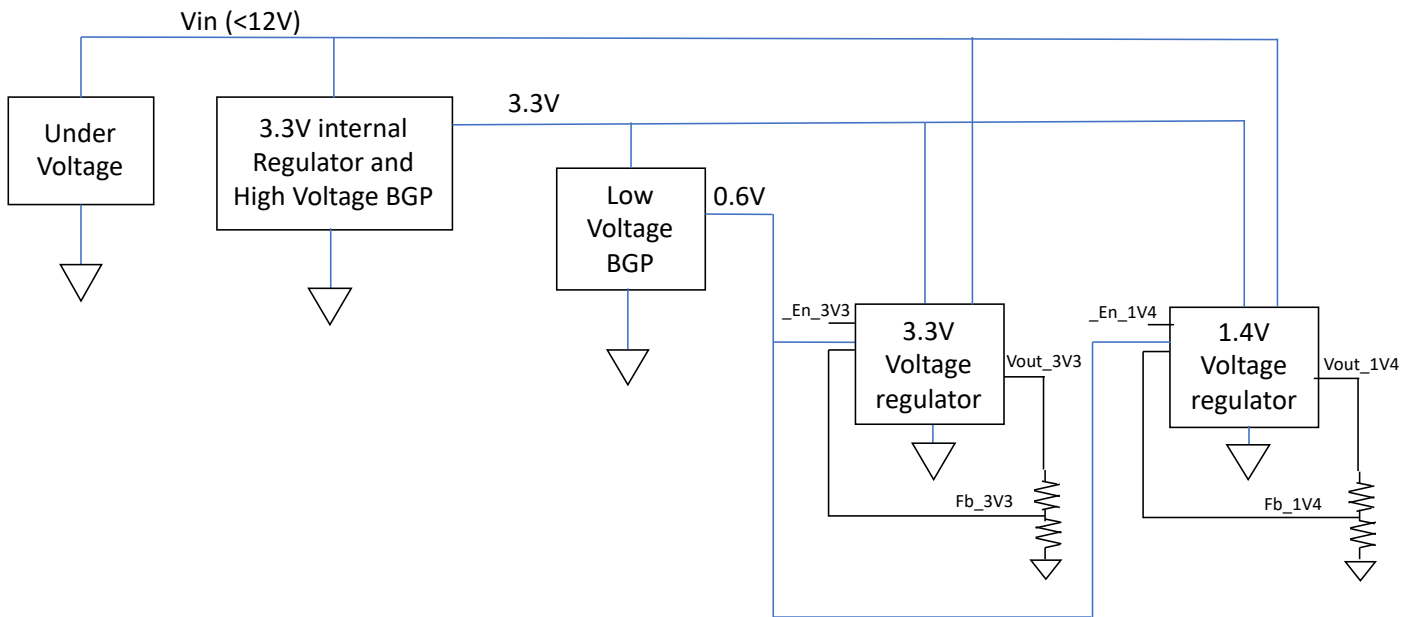 Vin (<12V)
Under
Voltage
3.3V internal
Regulator and
High Voltage BGP
3.3V
Low
Voltage
BGP
0.6V
_En_3V3
3.3V
Voltage
regulator
Vout_3V3
Fb_3V3
_En_1V4
1.4V
Voltage
regulator
Vout_1V4
Fb_1V4